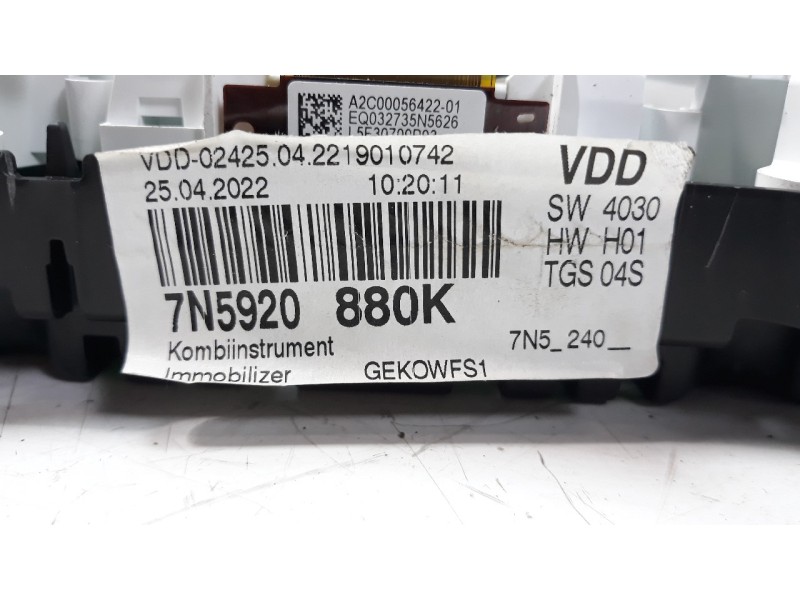 A2C00056422-01
EQ032735N5626
VDD-02425.04.2219010742
25.04.2022 10:20:11
VDD
SW 4030
HW H01
TGS 04S
7N5920 880K
Kombiinstrument
7N5_240__
Immobilizer GEKOWFS1